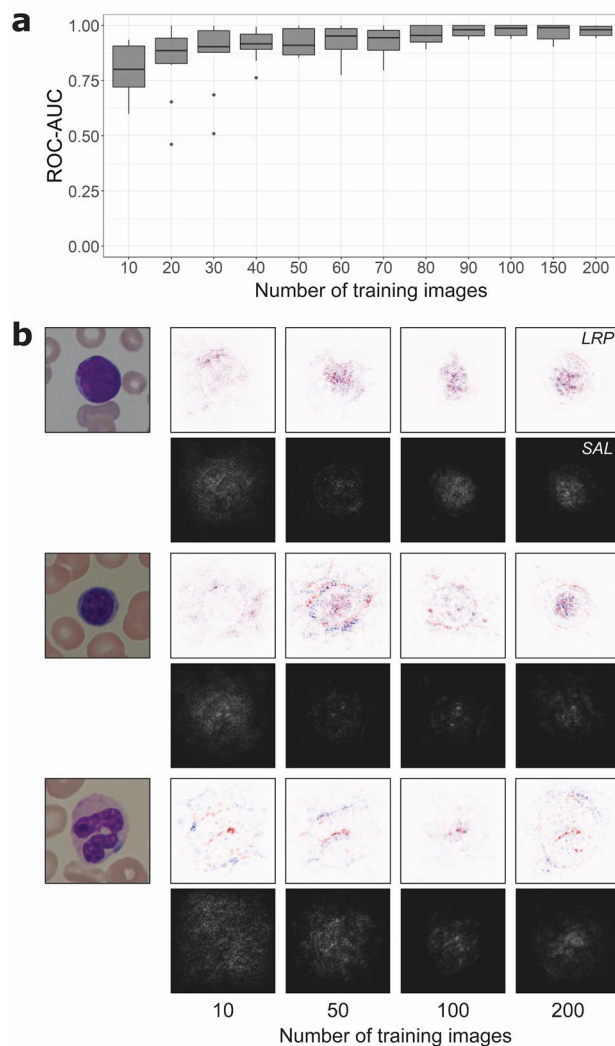 a
ROC-AUC
1.00
0.75
0.50
0.25
0.00
10 20 30 40 50 60 70 80 90 100 150 200
Number of training images
b
LRP
SAL
10 50 100 200
Number of training images